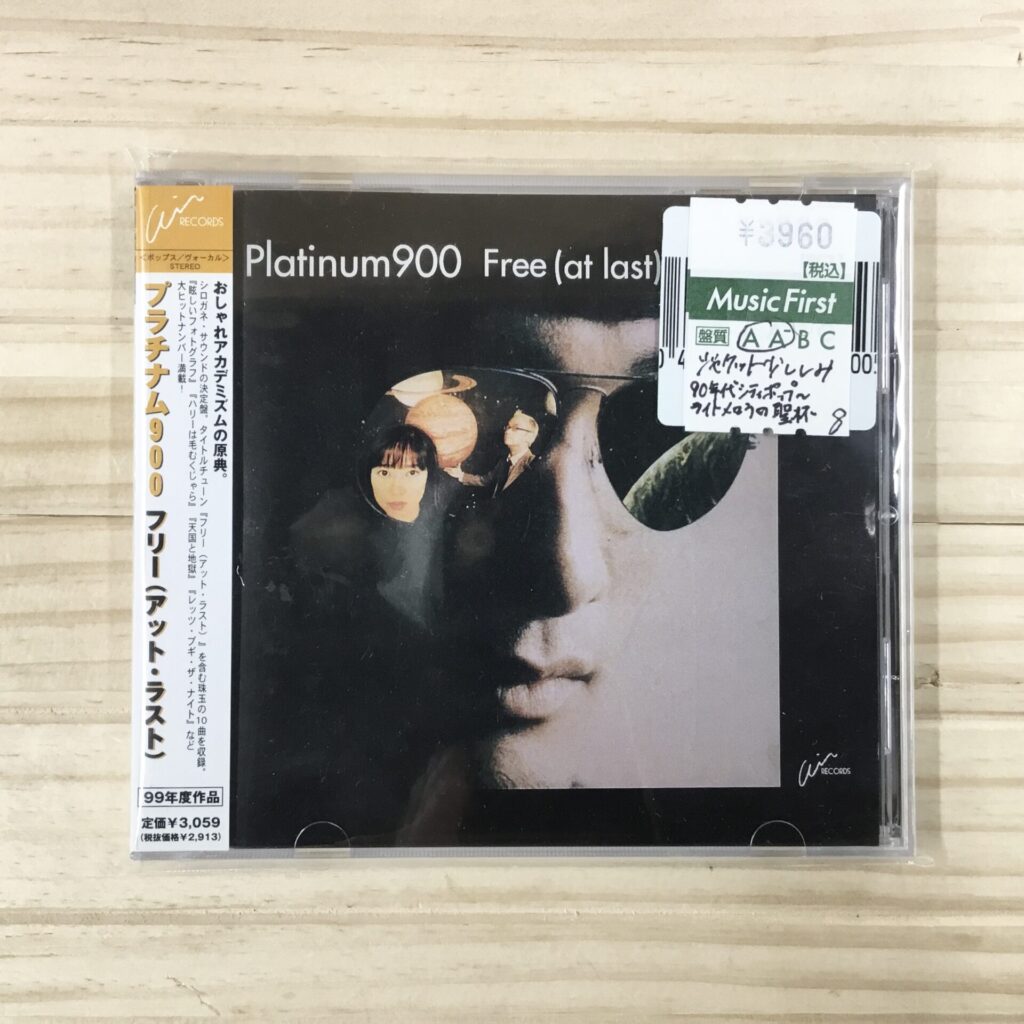 Air RECORDS
<ポップス／ヴォーカル>
STEREO
おしゃれアカデミズムの原典。
シロガネ・サウンドの決定盤。タイトルチューン『フリー（アット・ラスト）』を含む珠玉の10曲を収録。
『眩しいフォトグラフ』『ハリーは毛むくじゃら』『天国と地獄』『レッツ・ブギ・ザ・ナイト』など
大ヒットナンバー満載！
プラチナム900 フリー（アット・ラスト）
99年度作品
定価￥3,059
（税抜価格￥2,913）
Platinum900 Free (at last)
￥3960
【税込】
Music First
盤質 A A- B C
ジャケット少ししみ
90年代シティポップ〜
ライトメロウの聖杯
8
Air RECORDS